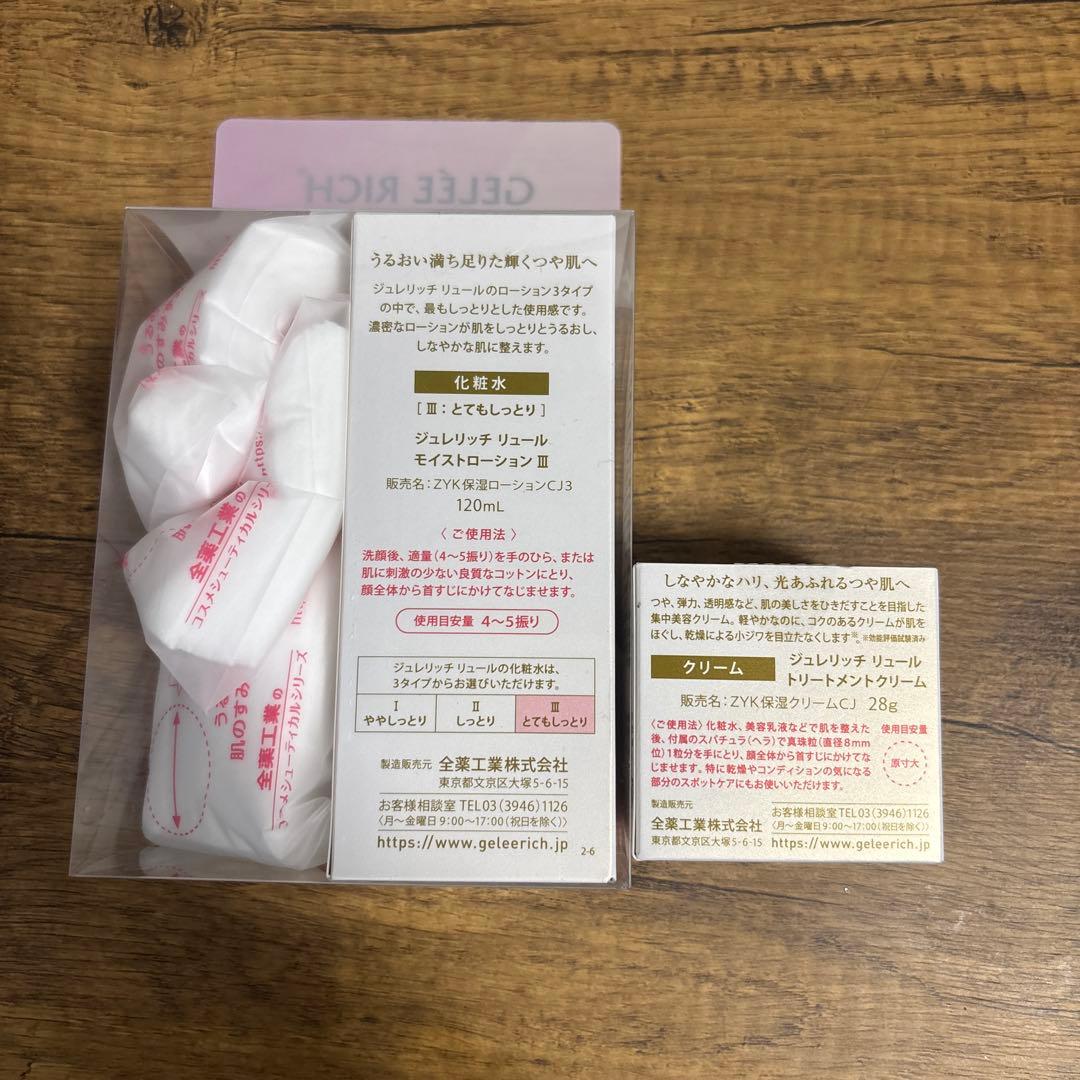 GELÉE RICH
うるおい満ち足りた輝くつや肌へ
ジュレリッチ リュールのローション3タイプ
の中で、最もしっとりとした使用感です。
濃密なローションが肌をしっとりとうるおし、
しなやかな肌に整えます。
化粧水
[ Ⅲ：とてもしっとり ]
ジュレリッチ リュール
モイストローション Ⅲ
販売名：ZYK保湿ローションCJ3
120mL
〈 ご使用法 〉
洗顔後、適量（4〜5振り）を手のひら、または
肌に刺激の少ない良質なコットンにとり、
顔全体から首すじにかけてなじませます。
使用目安量 4〜5振り
ジュレリッチ リュールの化粧水は、
3タイプからお選びいただけます。
Ⅰ
ややしっとり
Ⅱ
しっとり
Ⅲ
とてもしっとり
製造販売元 全薬工業株式会社
東京都文京区大塚5-6-15
お客様相談室 TEL 03（3946）1126
〈月〜金曜日 9:00〜17:00（祝日を除く）〉
https://www.geleerich.jp
2-6
全薬工業の
コスメシューティカルシリーズ
肌のすみ
全薬工業の
しなやかなハリ、光あふれるつや肌へ
つや、弾力、透明感など、肌の美しさをひきだすことを目指した
集中美容クリーム。軽やかなのに、コクのあるクリームが肌を
ほぐし、乾燥による小ジワを目立たなくします※。※効能評価試験済み
クリーム
ジュレリッチ リュール
トリートメントクリーム
販売名：ZYK保湿クリームCJ 28g
〈ご使用法〉化粧水、美容乳液などで肌を整えた
後、付属のスパチュラ（ヘラ）で真珠粒（直径8mm
位）1粒分を手にとり、顔全体から首すじにかけてな
じませます。特に乾燥やコンディションの気になる
部分のスポットケアにもお使いいただけます。
使用目安量
原寸大
製造販売元
全薬工業株式会社
東京都文京区大塚5-6-15
お客様相談室 TEL 03（3946）1126
〈月〜金曜日 9:00〜17:00（祝日を除く）〉
https://www.geleerich.jp